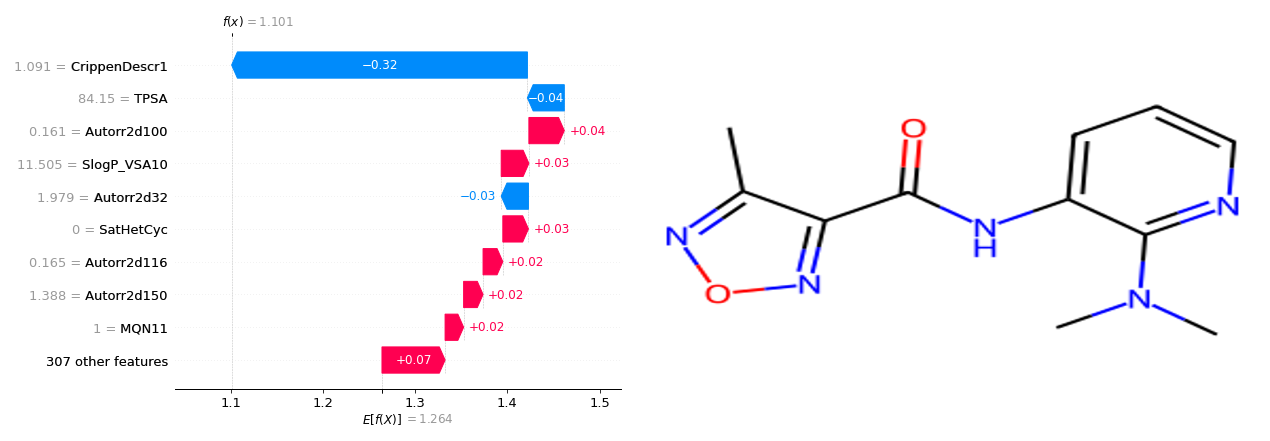 f(x) = 1.101
1.091 = CrippenDescr1
−0.32
84.15 = TPSA
−0.04
0.161 = Autorr2d100
+0.04
11.505 = SlogP_VSA10
+0.03
1.979 = Autorr2d32
−0.03
0 = SatHetCyc
+0.03
0.165 = Autorr2d116
+0.02
1.388 = Autorr2d150
+0.02
1 = MQN11
+0.02
307 other features
+0.07
1.1 1.2 1.3 1.4 1.5
E[f(X)] = 1.264
O
N
O
N
N
H
N
N